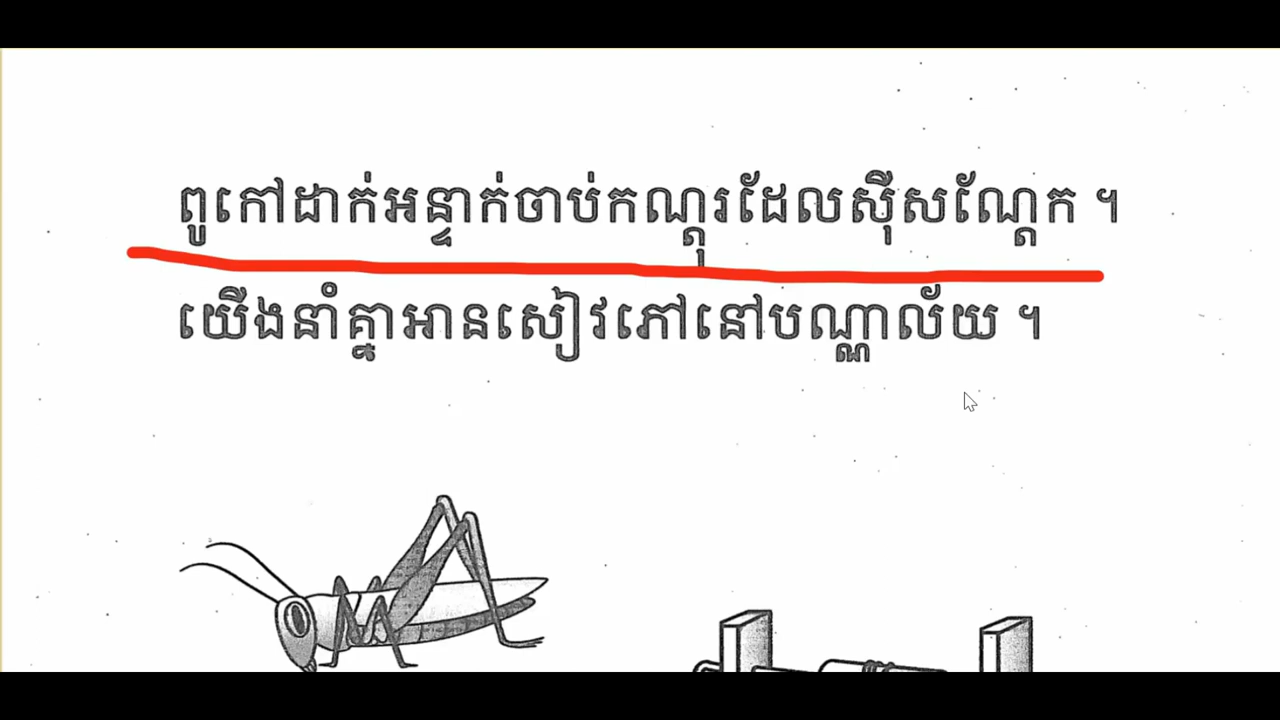 ពូកៅដាក់អន្ទាក់ចាប់កណ្ដុរដែលស៊ីសណ្ដែក ។
យើងនាំគ្នាអានសៀវភៅនៅបណ្ណាល័យ ។